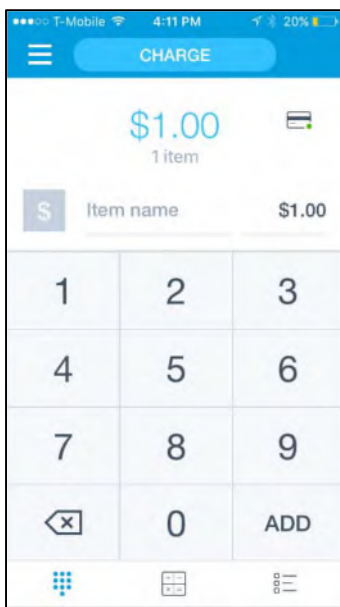 T-Mobile 4:11 PM 20%
CHARGE
$1.00
1 item
$ Item name $1.00
1 2 3
4 5 6
7 8 9
0 ADD